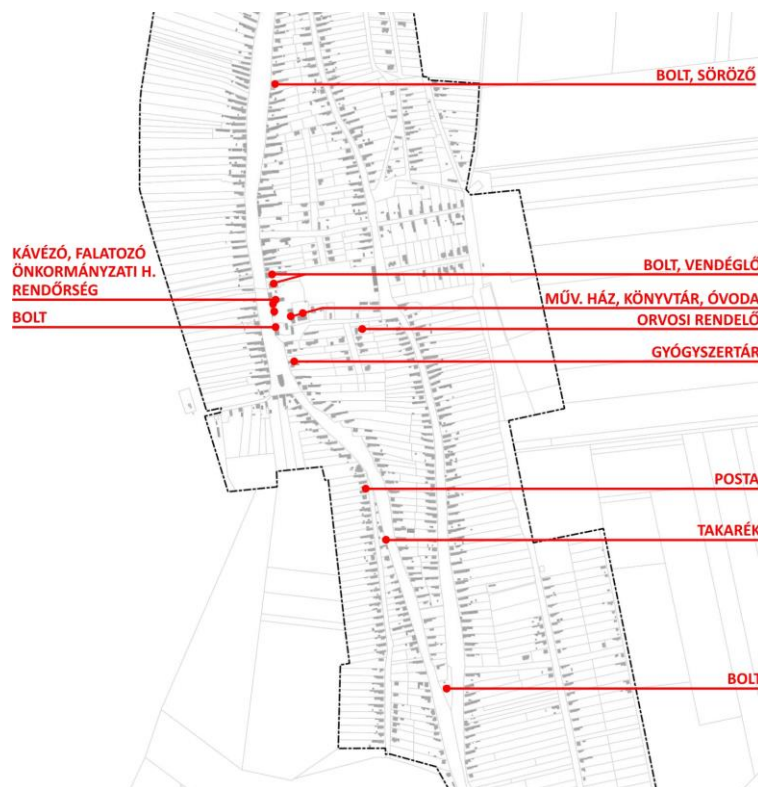 BOLT, SÖRÖZŐ
KÁVÉZÓ, FALATOZÓ
ÖNKORMÁNYZATI H.
RENDŐRSÉG
BOLT
BOLT, VENDÉGLŐ
MŰV. HÁZ, KÖNYVTÁR, ÓVODA
ORVOSI RENDELŐ
GYÓGYSZERTÁR
POSTA
TAKARÉK
BOLT